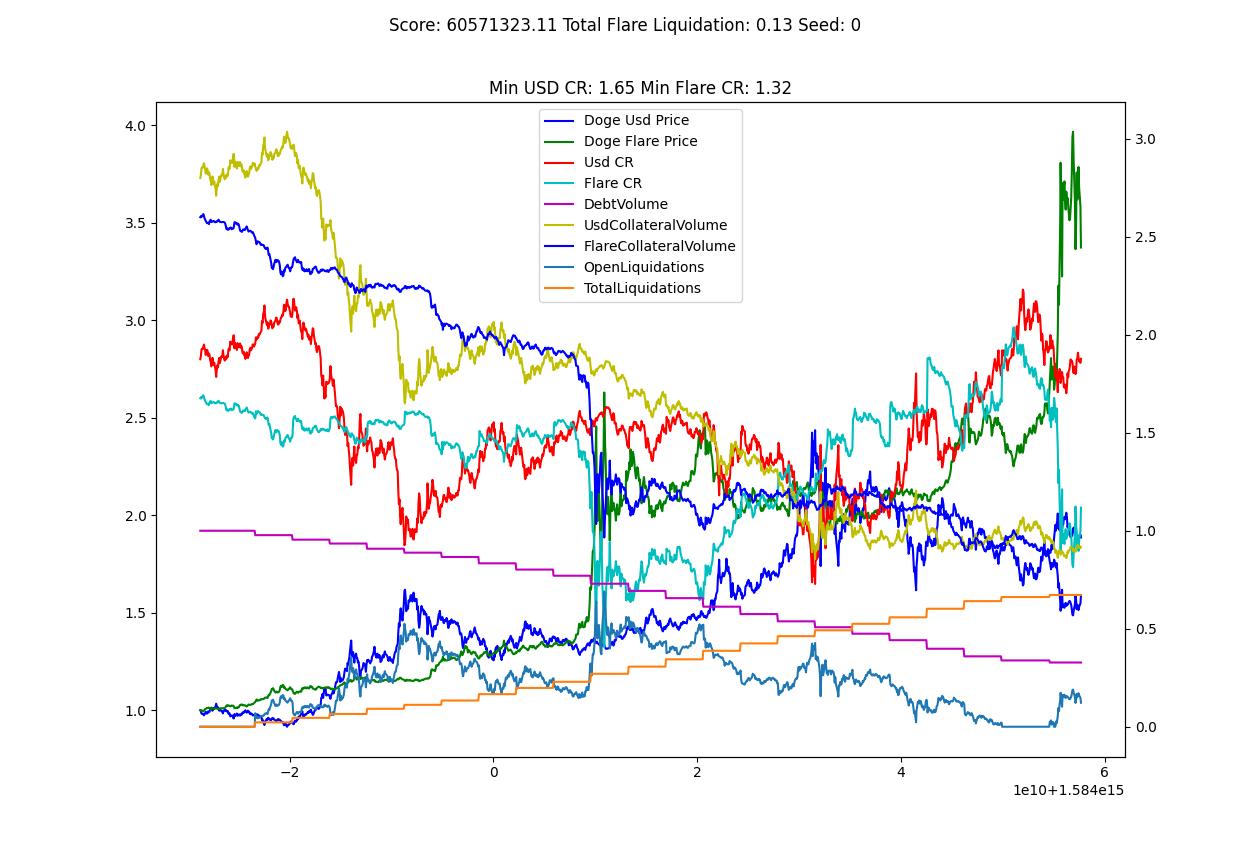 Score: 60571323.11 Total Flare Liquidation: 0.13 Seed: 0
Min USD CR: 1.65 Min Flare CR: 1.32
Doge Usd Price
Doge Flare Price
Usd CR
Flare CR
DebtVolume
UsdCollateralVolume
FlareCollateralVolume
OpenLiquidations
TotalLiquidations
4.0
3.5
3.0
2.5
2.0
1.5
1.0
3.0
2.5
2.0
1.5
1.0
0.5
0.0
−2
0
2
4
6
1e10+1.584e15